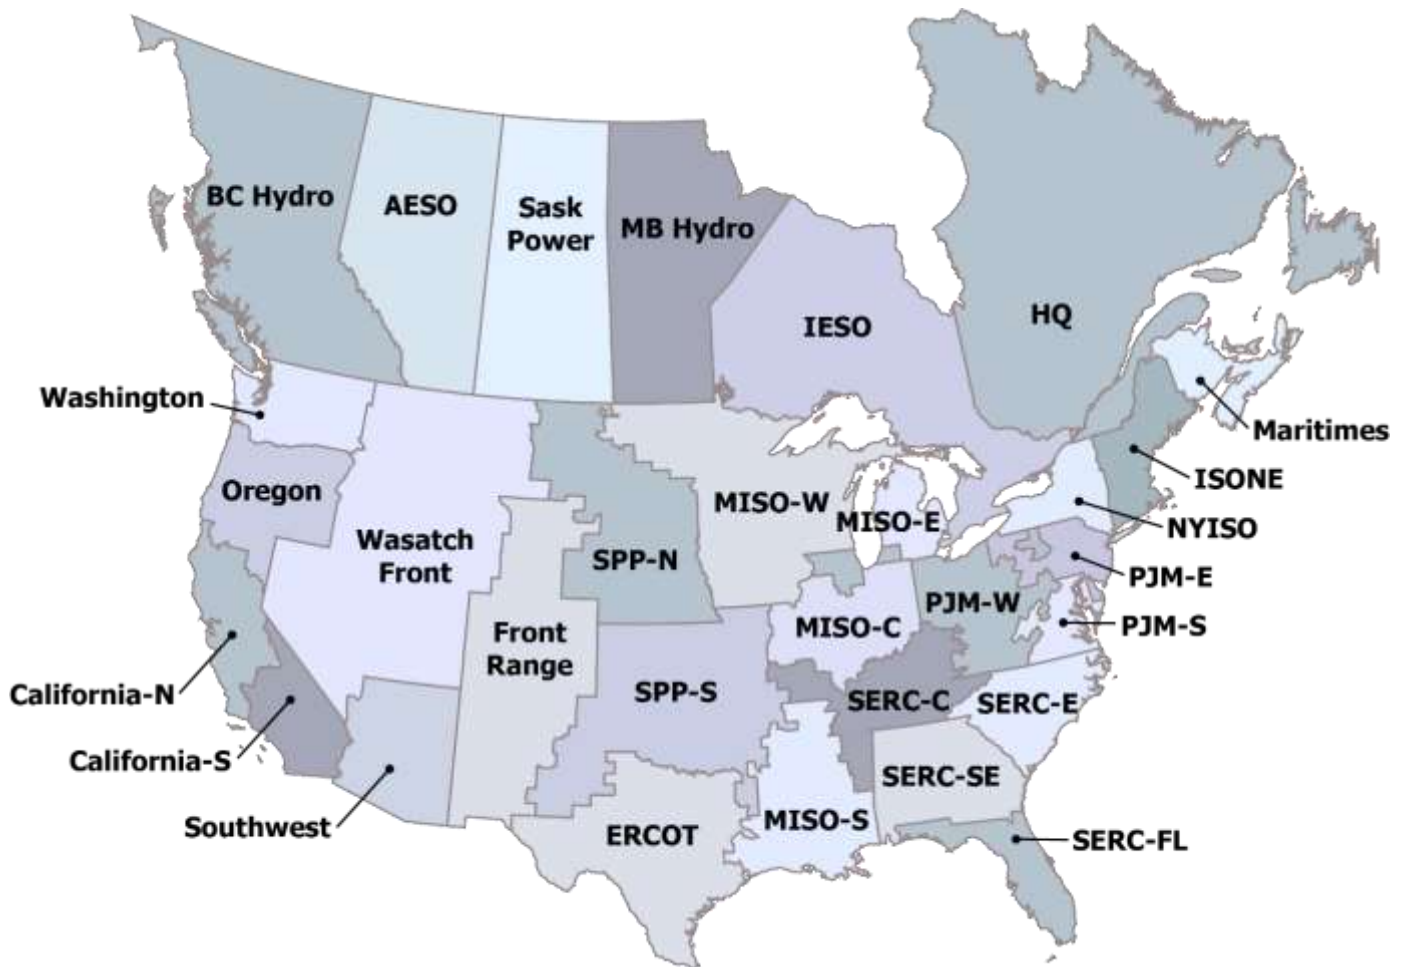 BC Hydro
AESO
Sask
Power
MB Hydro
IESO
HQ
Washington
Maritimes
ISONE
Oregon
MISO-W
MISO-E
NYISO
Wasatch
Front
SPP-N
PJM-E
PJM-W
PJM-S
MISO-C
Front
Range
California-N
SPP-S
SERC-C
SERC-E
California-S
SERC-SE
Southwest
ERCOT
MISO-S
SERC-FL